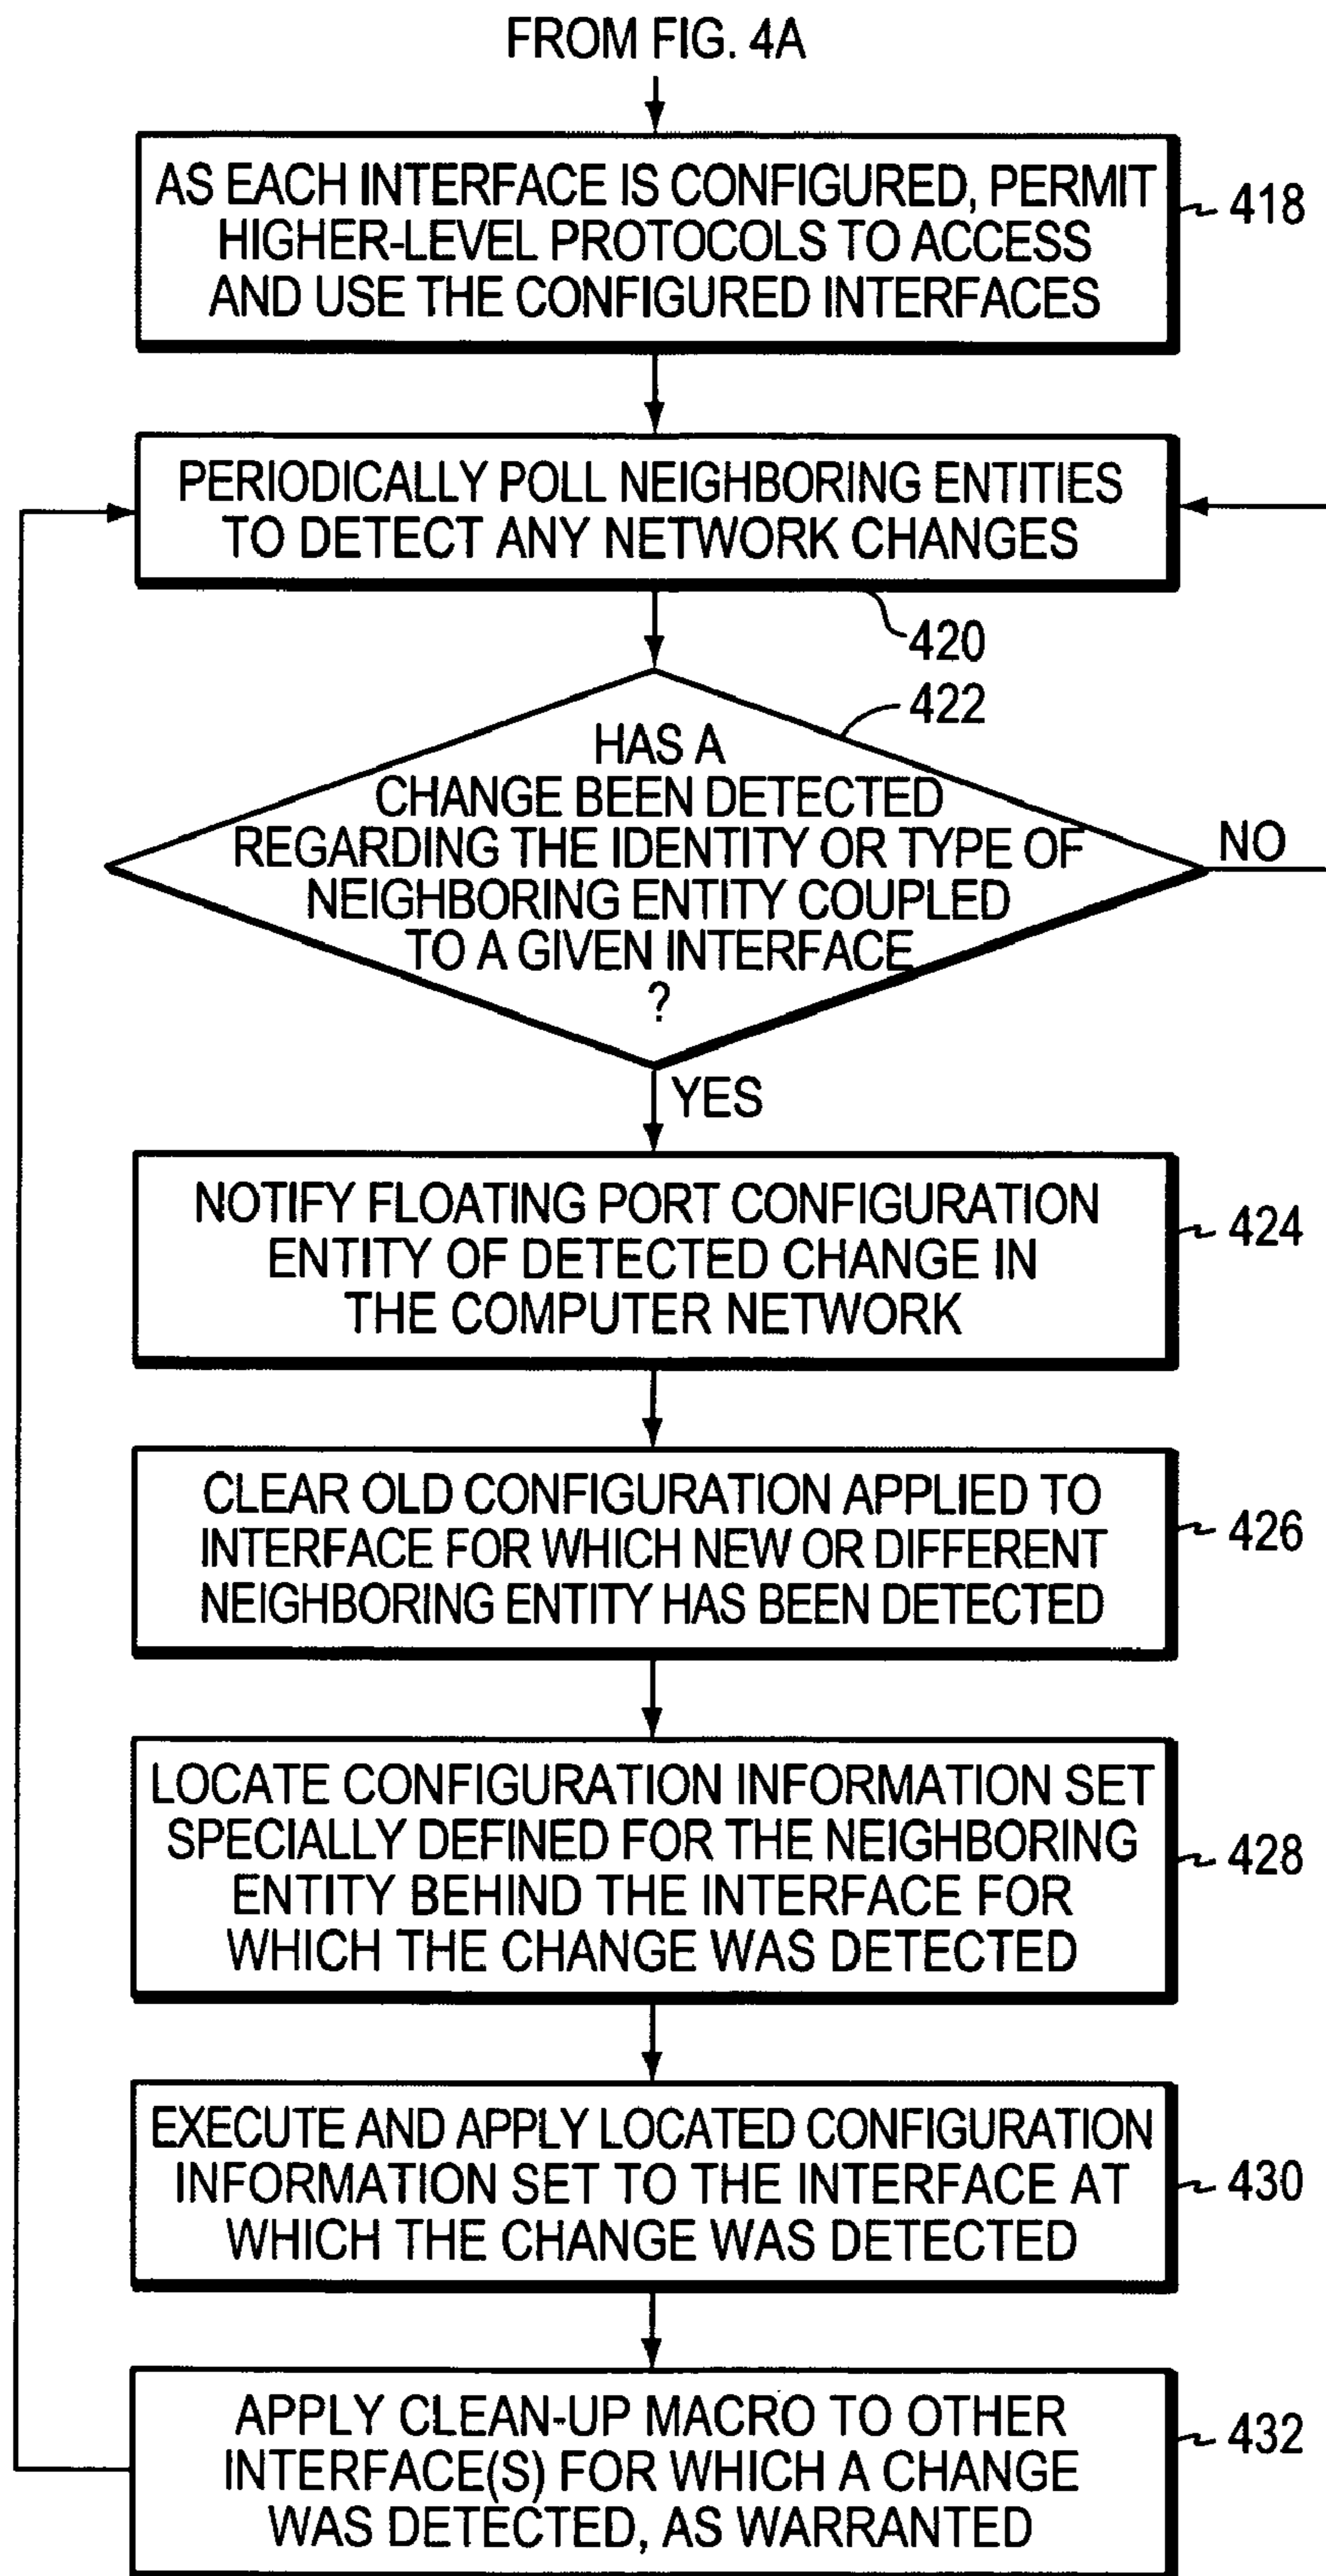 FROM FIG. 4A
AS EACH INTERFACE IS CONFIGURED, PERMIT
HIGHER-LEVEL PROTOCOLS TO ACCESS
AND USE THE CONFIGURED INTERFACES
418
PERIODICALLY POLL NEIGHBORING ENTITIES
TO DETECT ANY NETWORK CHANGES
420
422
HAS A
CHANGE BEEN DETECTED
REGARDING THE IDENTITY OR TYPE OF
NEIGHBORING ENTITY COUPLED
TO A GIVEN INTERFACE
?
NO
YES
NOTIFY FLOATING PORT CONFIGURATION
ENTITY OF DETECTED CHANGE IN
THE COMPUTER NETWORK
424
CLEAR OLD CONFIGURATION APPLIED TO
INTERFACE FOR WHICH NEW OR DIFFERENT
NEIGHBORING ENTITY HAS BEEN DETECTED
426
LOCATE CONFIGURATION INFORMATION SET
SPECIALLY DEFINED FOR THE NEIGHBORING
ENTITY BEHIND THE INTERFACE FOR
WHICH THE CHANGE WAS DETECTED
428
EXECUTE AND APPLY LOCATED CONFIGURATION
INFORMATION SET TO THE INTERFACE AT
WHICH THE CHANGE WAS DETECTED
430
APPLY CLEAN-UP MACRO TO OTHER
INTERFACE(S) FOR WHICH A CHANGE
WAS DETECTED, AS WARRANTED
432